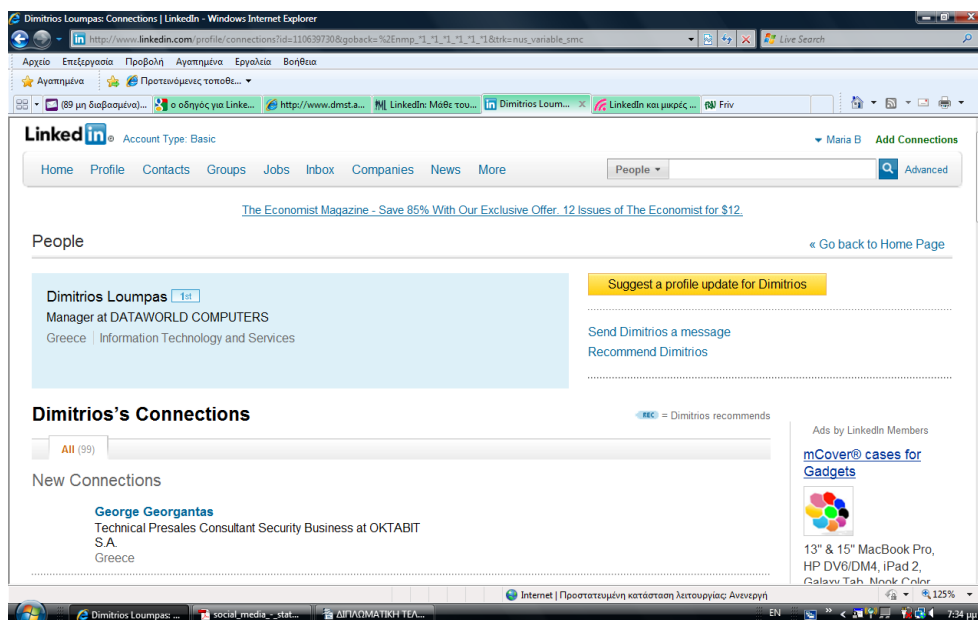 Dimitrios Loumpas: Connections | LinkedIn - Windows Internet Explorer
http://www.linkedin.com/profile/connections?id=110639730&goback=%2Enmp_*1_*1_*1_*1_*1&trk=nus_variable_smc
Live Search
Αρχείο Επεξεργασία Προβολή Αγαπημένα Εργαλεία Βοήθεια
Αγαπημένα Προτεινόμενες τοποθε...
(89 μη διαβασμένα)... ο οδηγός για Linke... http://www.dmst.a... LinkedIn: Μάθε του... Dimitrios Loum... LinkedIn και μικρές ... Friv
Linked in Account Type: Basic Maria B Add Connections
Home Profile Contacts Groups Jobs Inbox Companies News More People Advanced
The Economist Magazine - Save 85% With Our Exclusive Offer. 12 Issues of The Economist for $12.
People « Go back to Home Page
Dimitrios Loumpas 1st
Manager at DATAWORLD COMPUTERS
Greece | Information Technology and Services
Suggest a profile update for Dimitrios
Send Dimitrios a message
Recommend Dimitrios
Dimitrios's Connections
REC = Dimitrios recommends
All (99)
New Connections
George Georgantas
Technical Presales Consultant Security Business at OKTABIT
S.A.
Greece
Ads by LinkedIn Members
mCover® cases for
Gadgets
13" & 15" MacBook Pro,
HP DV6/DM4, iPad 2,
Galaxy Tab, Nook Color
Internet | Προστατευμένη κατάσταση λειτουργίας: Ανενεργή 125%
Dimitrios Loumpas: ... social_media_-_stat... ΔΙΠΛΩΜΑΤΙΚΗ ΤΕΛ... EN 7:34 μμ